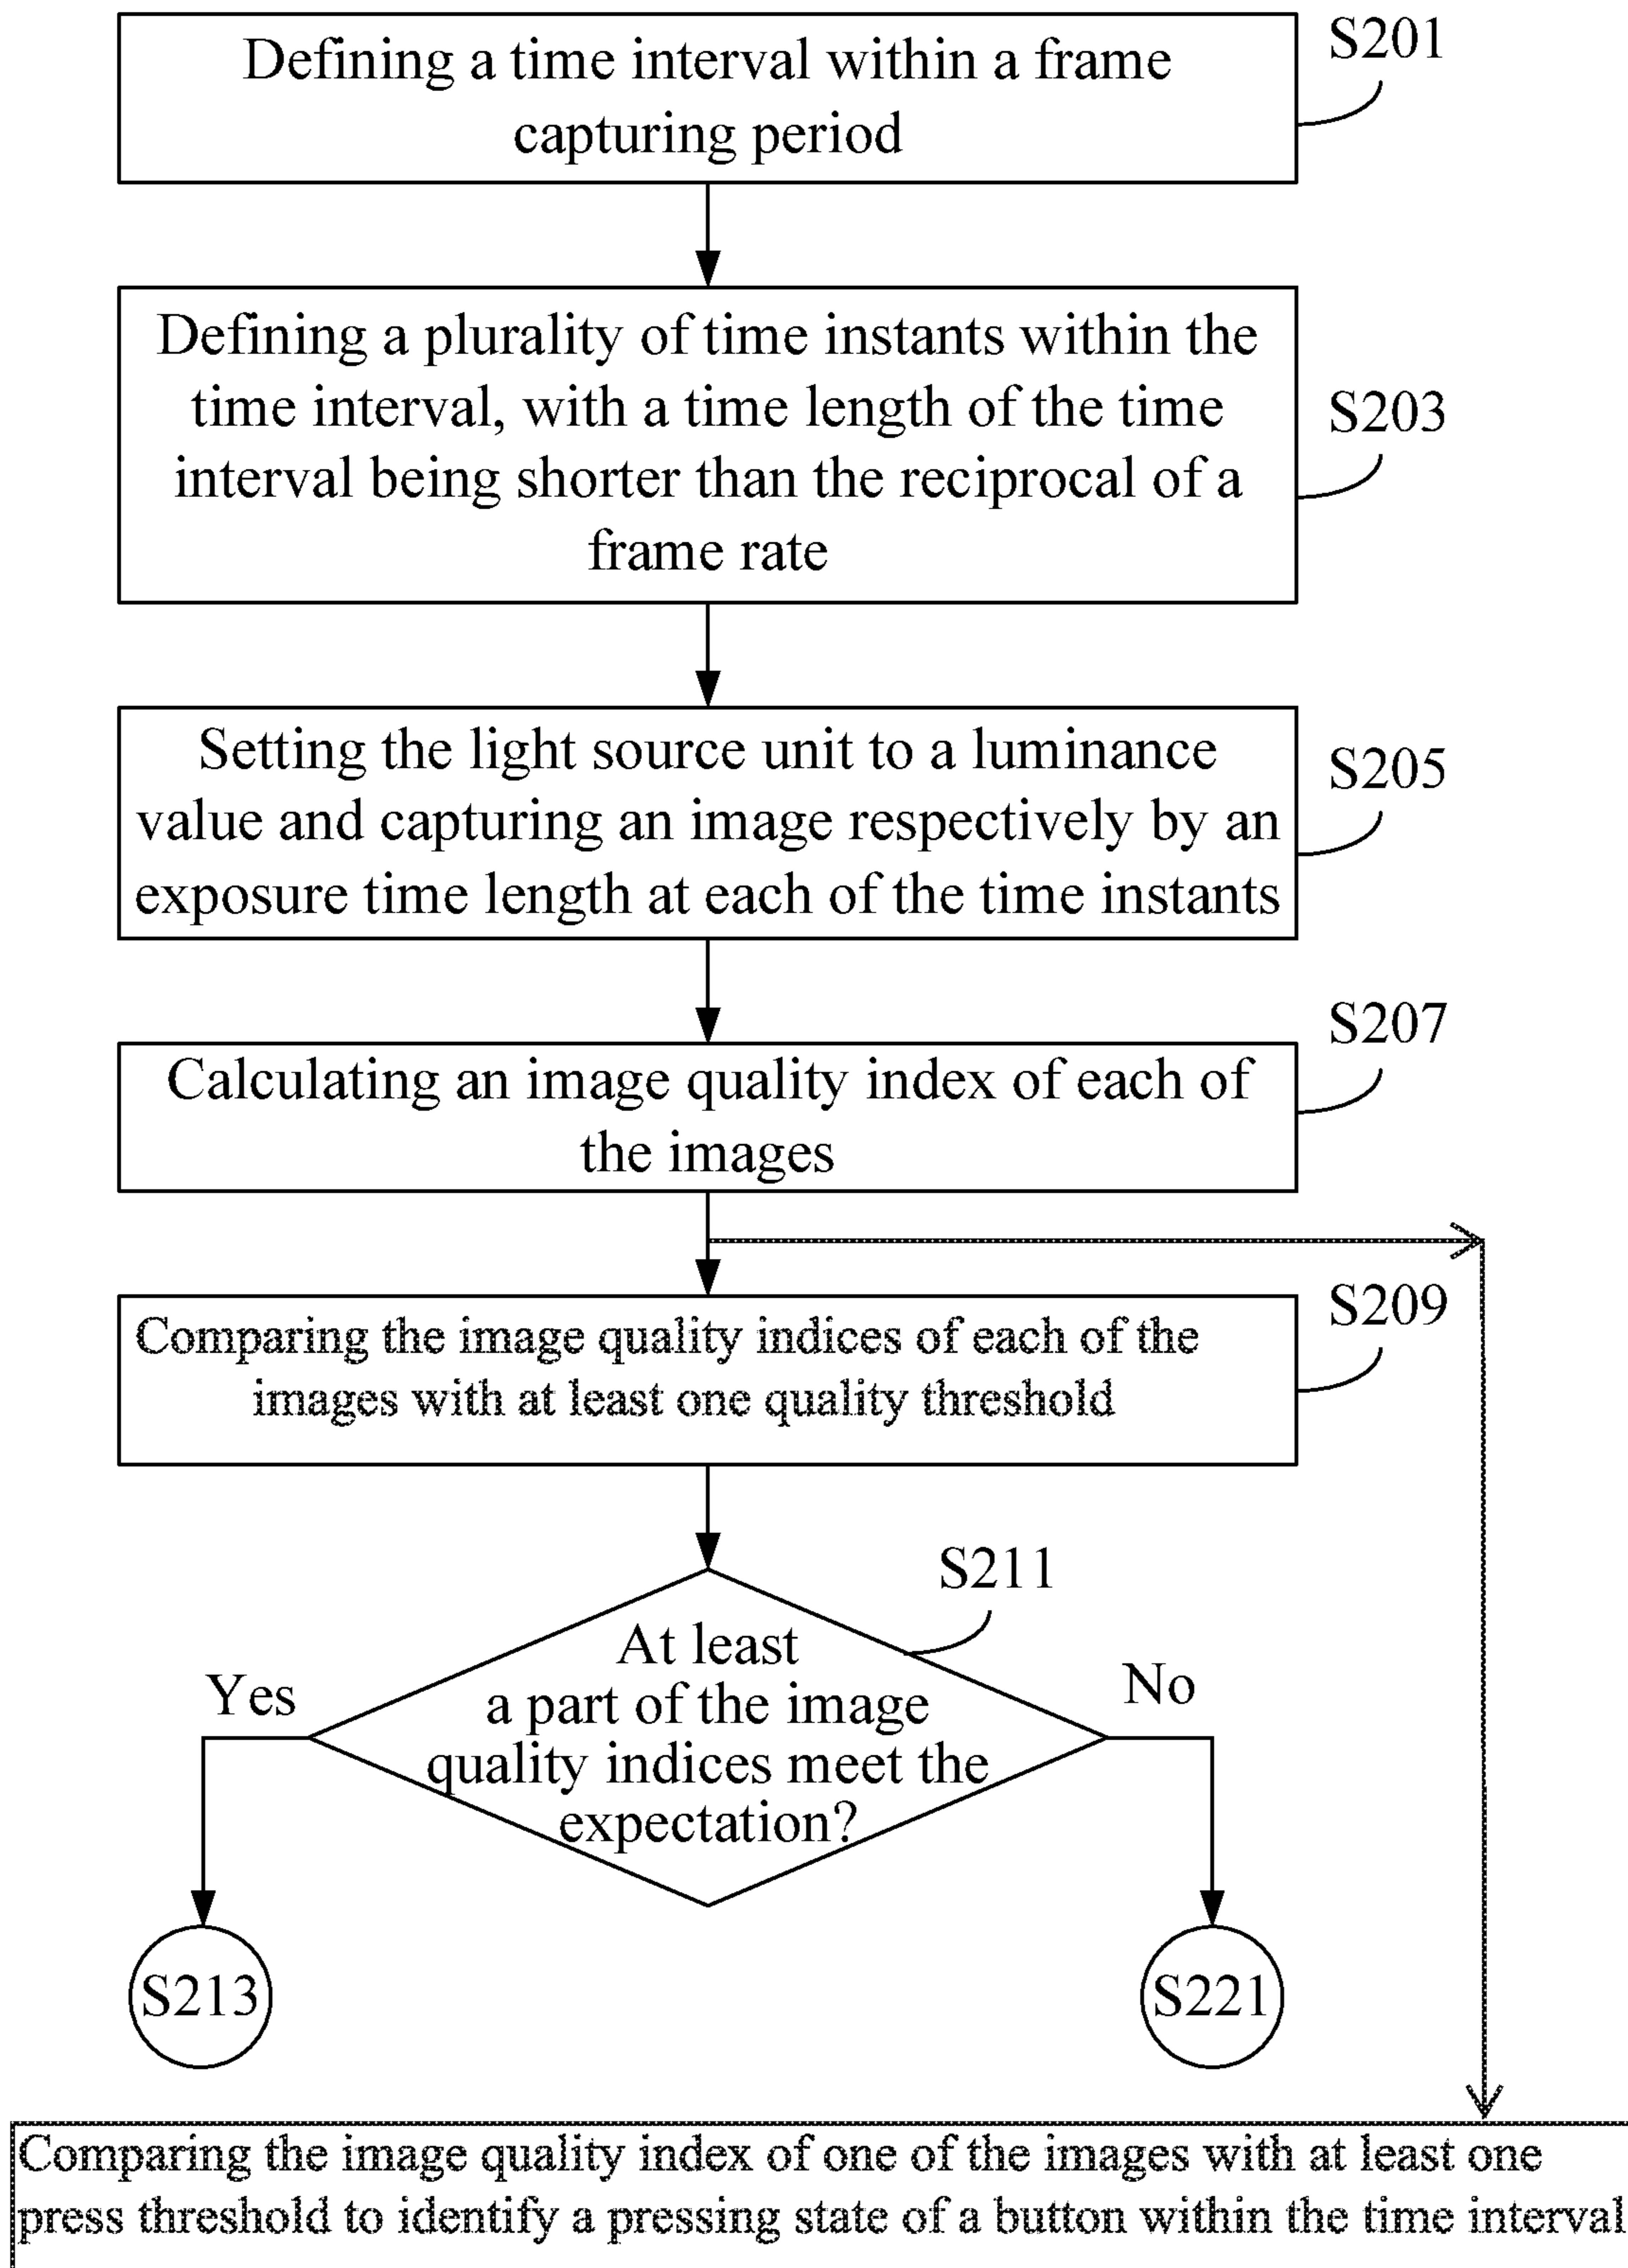 Defining a time interval within a frame
capturing period
S201
Defining a plurality of time instants within the
time interval, with a time length of the time
interval being shorter than the reciprocal of a
frame rate
S203
Setting the light source unit to a luminance
value and capturing an image respectively by an
exposure time length at each of the time instants
S205
Calculating an image quality index of each of
the images
S207
Comparing the image quality indices of each of the
images with at least one quality threshold
S209
At least
a part of the image
quality indices meet the
expectation?
S211
Yes
No
S213
S221
Comparing the image quality index of one of the images with at least one
press threshold to identify a pressing state of a button within the time interval